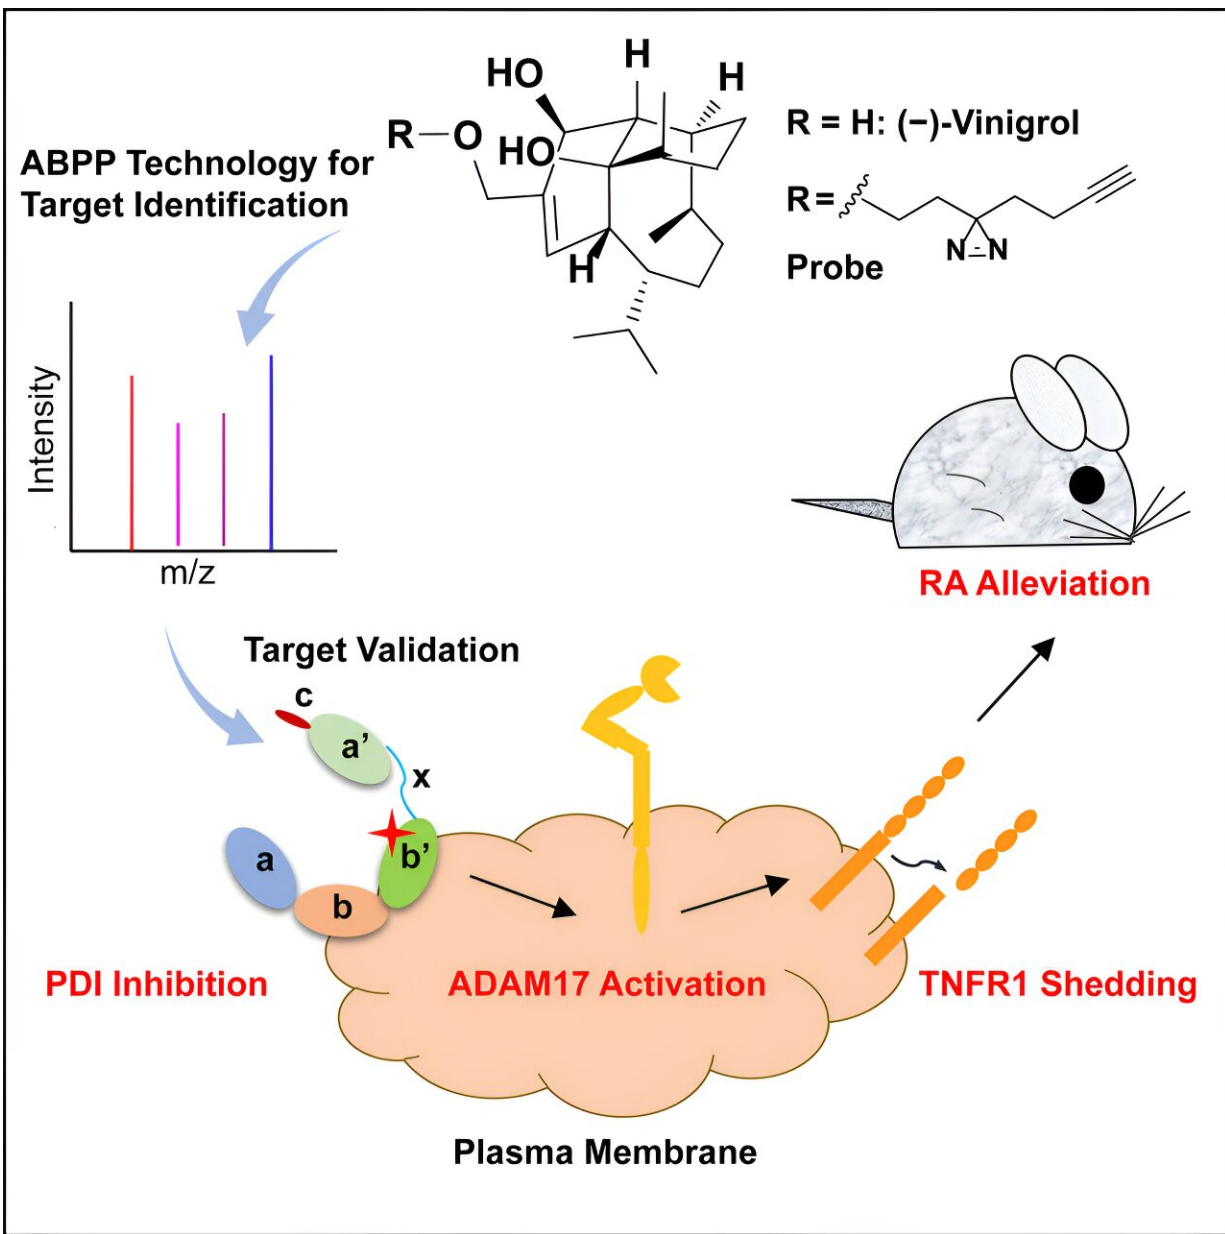 HO
H
H
R—O
HO
H
R = H: (−)-Vinigrol
R=
N=N
Probe
ABPP Technology for
Target Identification
Intensity
m/z
RA Alleviation
Target Validation
c
a’
x
a
b
b’
PDI Inhibition
ADAM17 Activation
TNFR1 Shedding
Plasma Membrane